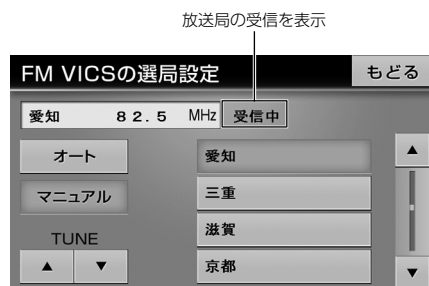 放送局の受信を表示
FM VICSの選局設定 もどる
愛知 82.5 MHz 受信中
オート 愛知 ▲
マニュアル 三重
TUNE 滋賀
▲ ▼ 京都 ▼